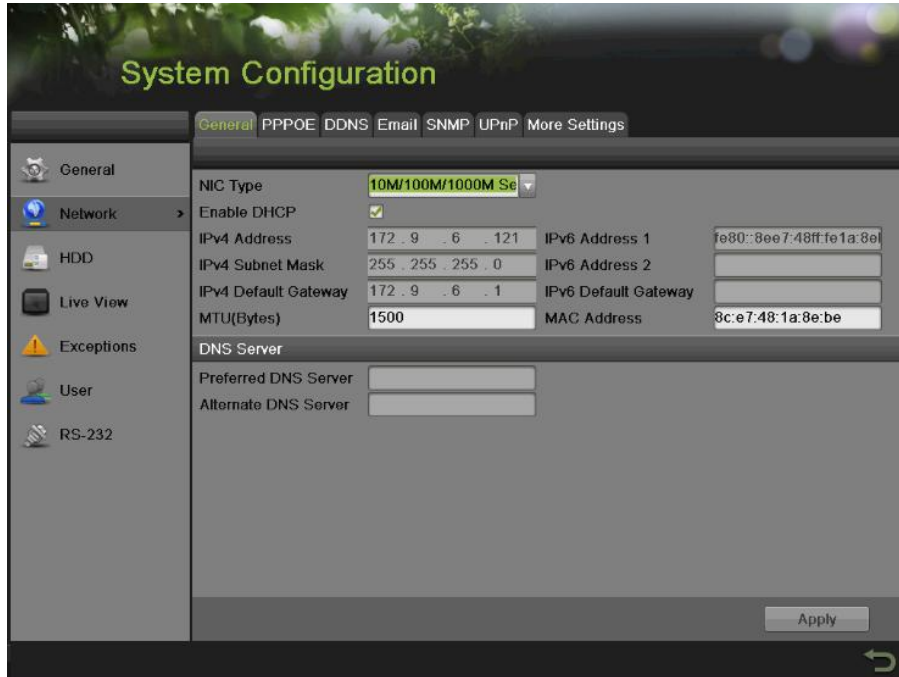 System Configuration
General PPPOE DDNS Email SNMP UPnP More Settings
General
Network
HDD
Live View
Exceptions
User
RS-232
NIC Type 10M/100M/1000M Se
Enable DHCP
IPv4 Address 172 . 9 . 6 . 121 IPv6 Address 1 fe80::8ee7:48ff:fe1a:8e
IPv4 Subnet Mask 255 . 255 . 255 . 0 IPv6 Address 2
IPv4 Default Gateway 172 . 9 . 6 . 1 IPv6 Default Gateway
MTU(Bytes) 1500 MAC Address 8c:e7:48:1a:8e:be
DNS Server
Preferred DNS Server
Alternate DNS Server
Apply